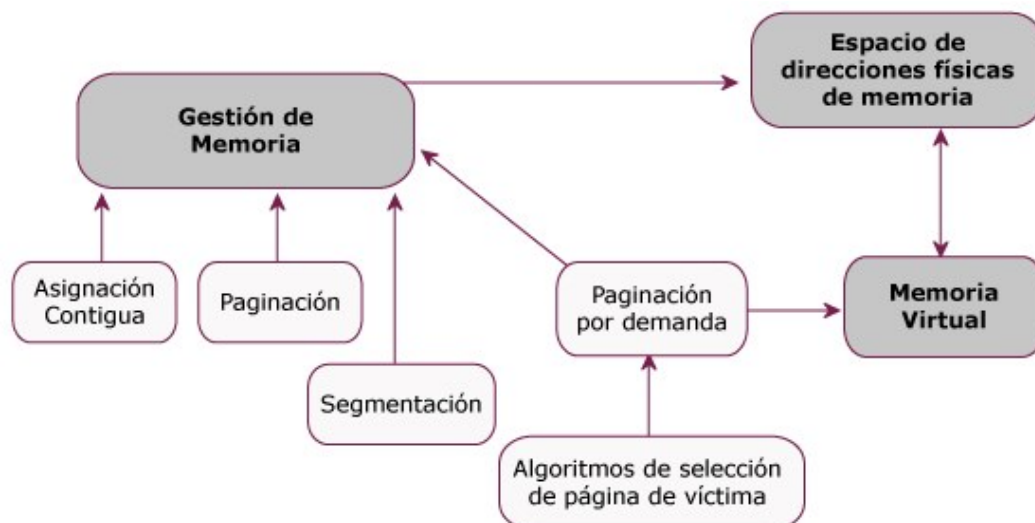 Espacio de
direcciones físicas
de memoria
Gestión de
Memoria
Asignación
Contigua
Paginación
Paginación
por demanda
Memoria
Virtual
Segmentación
Algoritmos de selección
de página de víctima